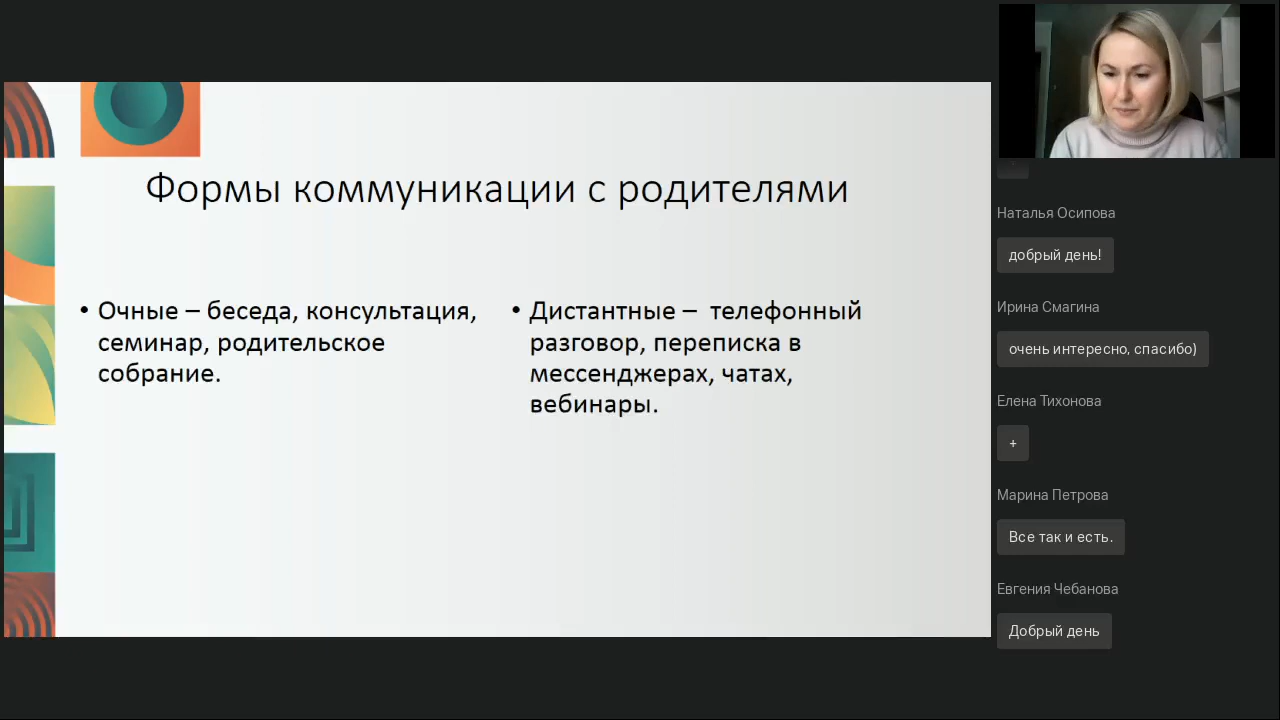 Формы коммуникации с родителями
• Очные – беседа, консультация,
семинар, родительское
собрание.
• Дистантные – телефонный
разговор, переписка в
мессенджерах, чатах,
вебинары.
Наталья Осипова
добрый день!
Ирина Смагина
очень интересно, спасибо)
Елена Тихонова
+
Марина Петрова
Все так и есть.
Евгения Чебанова
Добрый день